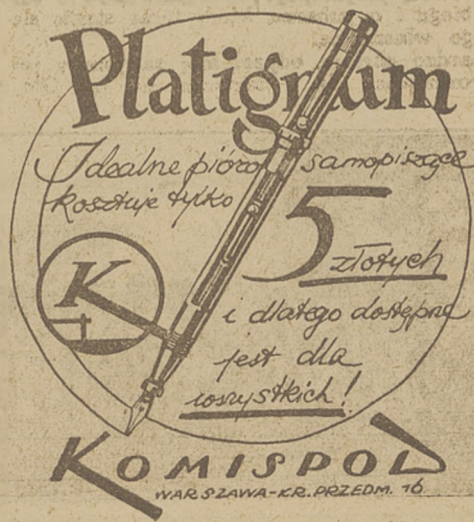 Platignum
Idealne pióro samopiszące
kosztuje tylko 5
złotych
K
i dlatego dostępne
jest dla
wszystkich!
KOMISPOL
WARSZAWA-KR. PRZEDM. 16